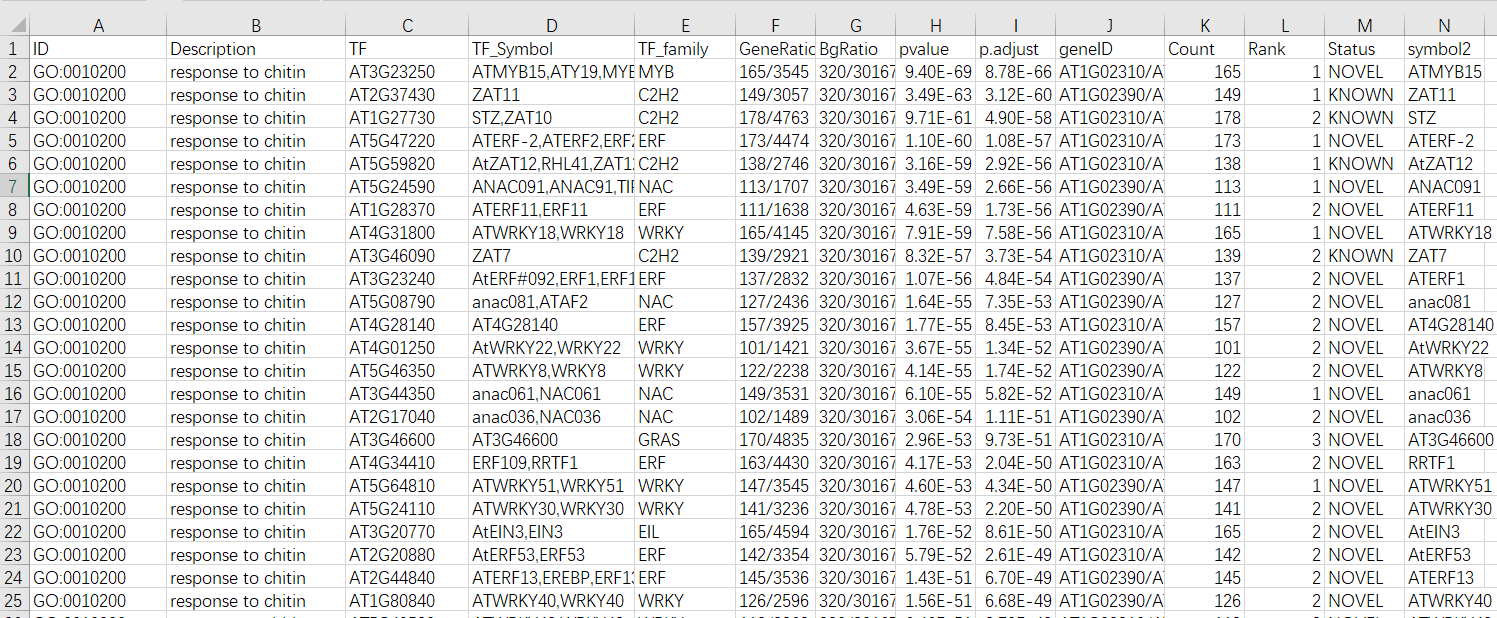 A B C D E F G H I J K L M N
1 ID Description TF TF_Symbol TF_family GeneRatio BgRatio pvalue p.adjust geneID Count Rank Status symbol2
2 GO:0010200 response to chitin AT3G23250 ATMYB15,ATY19,MYB MYB 165/3545 320/30167 9.40E-69 8.78E-66 AT1G02310/A 165 1 NOVEL ATMYB15
3 GO:0010200 response to chitin AT2G37430 ZAT11 C2H2 149/3057 320/30167 3.49E-63 3.12E-60 AT1G02390/A 149 1 KNOWN ZAT11
4 GO:0010200 response to chitin AT1G27730 STZ,ZAT10 C2H2 178/4763 320/30167 9.71E-61 4.90E-58 AT1G02310/A 178 2 KNOWN STZ
5 GO:0010200 response to chitin AT5G47220 ATERF-2,ATERF2,ERF2 ERF 173/4474 320/30167 1.10E-60 1.08E-57 AT1G02310/A 173 1 NOVEL ATERF-2
6 GO:0010200 response to chitin AT5G59820 AtZAT12,RHL41,ZAT12 C2H2 138/2746 320/30167 3.16E-59 2.92E-56 AT1G02310/A 138 1 KNOWN AtZAT12
7 GO:0010200 response to chitin AT5G24590 ANAC091,ANAC91,TIP NAC 113/1707 320/30167 3.49E-59 2.66E-56 AT1G02390/A 113 1 NOVEL ANAC091
8 GO:0010200 response to chitin AT1G28370 ATERF11,ERF11 ERF 111/1638 320/30167 4.63E-59 1.73E-56 AT1G02390/A 111 2 NOVEL ATERF11
9 GO:0010200 response to chitin AT4G31800 ATWRKY18,WRKY18 WRKY 165/4145 320/30167 7.91E-59 7.58E-56 AT1G02310/A 165 1 NOVEL ATWRKY18
10 GO:0010200 response to chitin AT3G46090 ZAT7 C2H2 139/2921 320/30167 8.32E-57 3.73E-54 AT1G02310/A 139 2 KNOWN ZAT7
11 GO:0010200 response to chitin AT3G23240 AtERF#092,ERF1,ERF1 ERF 137/2832 320/30167 1.07E-56 4.84E-54 AT1G02390/A 137 2 NOVEL ATERF1
12 GO:0010200 response to chitin AT5G08790 anac081,ATAF2 NAC 127/2436 320/30167 1.64E-55 7.35E-53 AT1G02390/A 127 2 NOVEL anac081
13 GO:0010200 response to chitin AT4G28140 AT4G28140 ERF 157/3925 320/30167 1.77E-55 8.45E-53 AT1G02310/A 157 2 NOVEL AT4G28140
14 GO:0010200 response to chitin AT4G01250 AtWRKY22,WRKY22 WRKY 101/1421 320/30167 3.67E-55 1.34E-52 AT1G02390/A 101 2 NOVEL AtWRKY22
15 GO:0010200 response to chitin AT5G46350 ATWRKY8,WRKY8 WRKY 122/2238 320/30167 4.14E-55 1.74E-52 AT1G02390/A 122 2 NOVEL ATWRKY8
16 GO:0010200 response to chitin AT3G44350 anac061,NAC061 NAC 149/3531 320/30167 6.10E-55 5.82E-52 AT1G02390/A 149 1 NOVEL anac061
17 GO:0010200 response to chitin AT2G17040 anac036,NAC036 NAC 102/1489 320/30167 3.06E-54 1.11E-51 AT1G02390/A 102 2 NOVEL anac036
18 GO:0010200 response to chitin AT3G46600 AT3G46600 GRAS 170/4835 320/30167 2.96E-53 9.73E-51 AT1G02310/A 170 3 NOVEL AT3G46600
19 GO:0010200 response to chitin AT4G34410 ERF109,RRTF1 ERF 163/4430 320/30167 4.17E-53 2.04E-50 AT1G02390/A 163 2 NOVEL RRTF1
20 GO:0010200 response to chitin AT5G64810 ATWRKY51,WRKY51 WRKY 147/3545 320/30167 4.60E-53 4.34E-50 AT1G02390/A 147 1 NOVEL ATWRKY51
21 GO:0010200 response to chitin AT5G24110 ATWRKY30,WRKY30 WRKY 141/3236 320/30167 4.78E-53 2.20E-50 AT1G02390/A 141 2 NOVEL ATWRKY30
22 GO:0010200 response to chitin AT3G20770 AtEIN3,EIN3 EIL 165/4594 320/30167 1.76E-52 8.61E-50 AT1G02310/A 165 2 NOVEL AtEIN3
23 GO:0010200 response to chitin AT2G20880 AtERF53,ERF53 ERF 142/3354 320/30167 5.79E-52 2.61E-49 AT1G02310/A 142 2 NOVEL AtERF53
24 GO:0010200 response to chitin AT2G44840 ATERF13,EREBP,ERF13 ERF 145/3536 320/30167 1.43E-51 6.70E-49 AT1G02390/A 145 2 NOVEL ATERF13
25 GO:0010200 response to chitin AT1G80840 ATWRKY40,WRKY40 WRKY 126/2596 320/30167 1.56E-51 6.68E-49 AT1G02390/A 126 2 NOVEL ATWRKY40